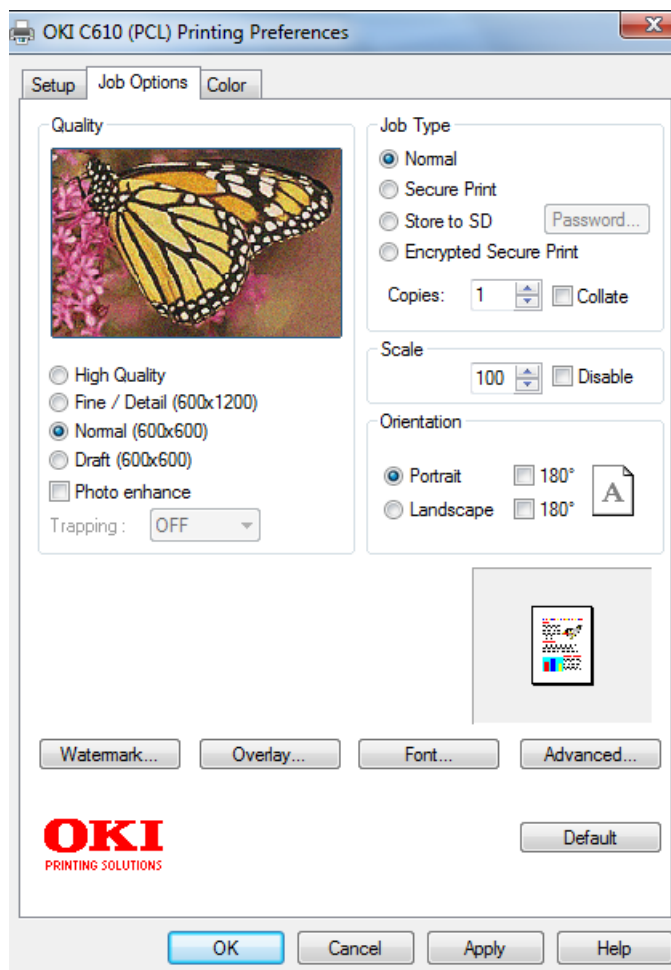 OKI C610 (PCL) Printing Preferences
Setup
Job Options
Color
Quality
High Quality
Fine / Detail (600x1200)
Normal (600x600)
Draft (600x600)
Photo enhance
Trapping : OFF
Job Type
Normal
Secure Print
Store to SD
Password...
Encrypted Secure Print
Copies: 1 Collate
Scale
100 Disable
Orientation
Portrait 180°
Landscape 180°
A
Watermark...
Overlay...
Font...
Advanced...
OKI
PRINTING SOLUTIONS
Default
OK
Cancel
Apply
Help